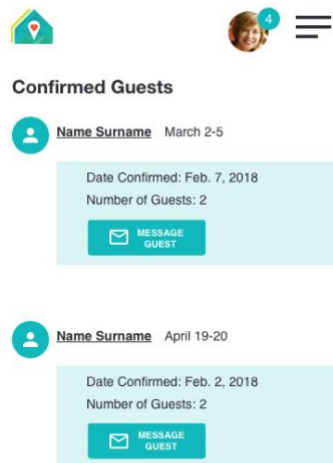 4
Confirmed Guests
Name Surname March 2-5
Date Confirmed: Feb. 7, 2018
Number of Guests: 2
MESSAGE
GUEST
Name Surname April 19-20
Date Confirmed: Feb. 2, 2018
Number of Guests: 2
MESSAGE
GUEST